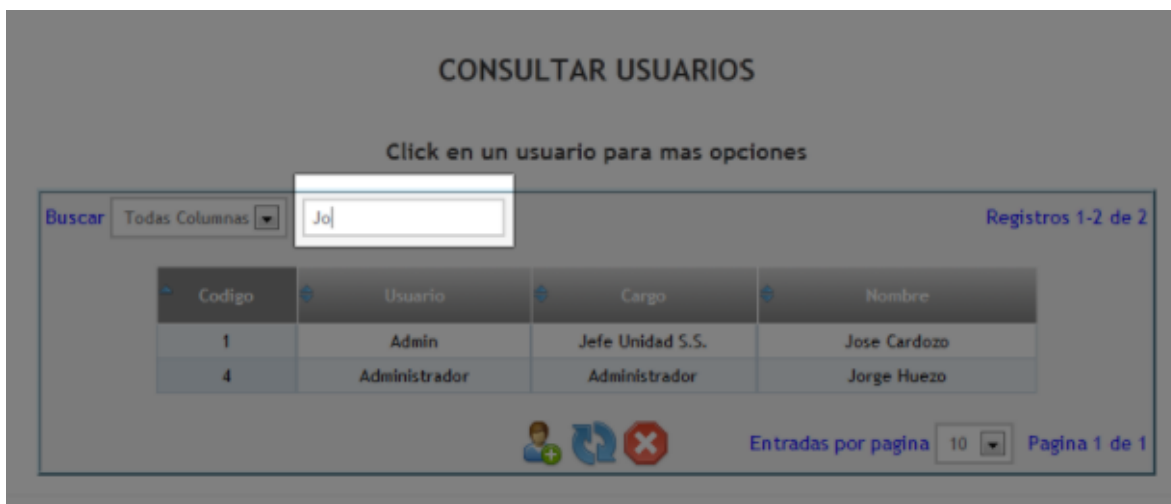 CONSULTAR USUARIOS
Click en un usuario para mas opciones
Buscar Todas Columnas Jo Registros 1-2 de 2
Codigo Usuario Cargo Nombre
1 Admin Jefe Unidad S.S. Jose Cardozo
4 Administrador Administrador Jorge Huezo
Entradas por pagina 10 Pagina 1 de 1